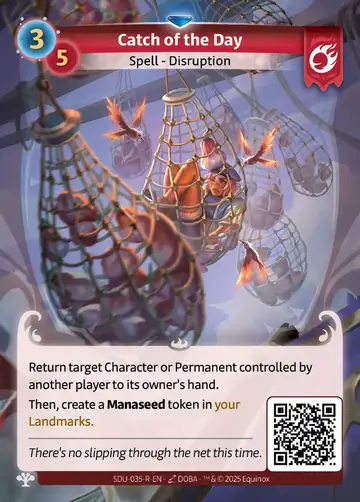 3
5
Catch of the Day
Spell - Disruption
Return target Character or Permanent controlled by
another player to its owner's hand.
Then, create a Manaseed token in your
Landmarks.
There's no slipping through the net this time.
SDU-035-R-EN - DOBA - ™ & © 2025 Equinox